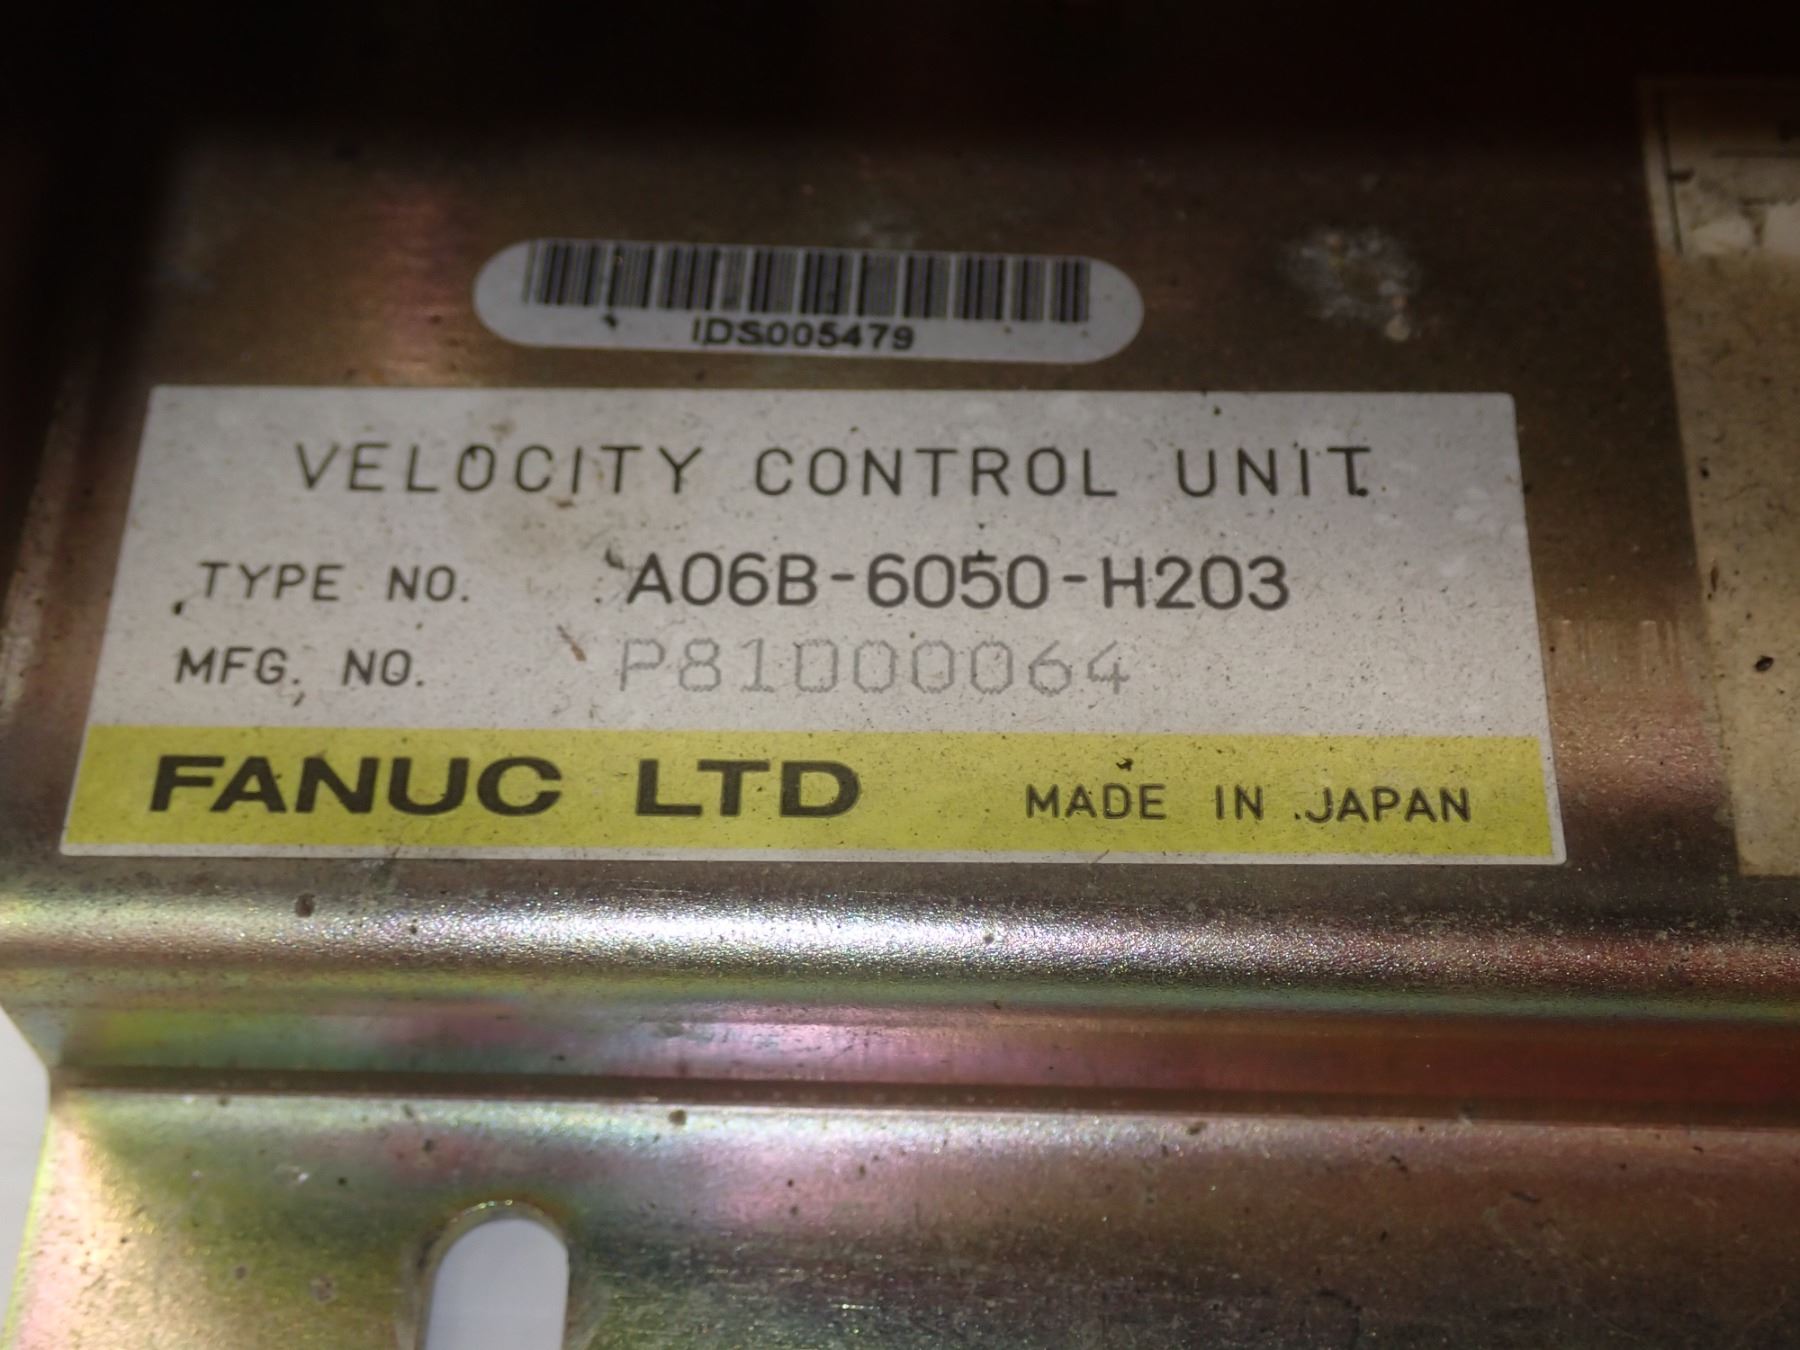 IDS005479
VELOCITY CONTROL UNIT
TYPE NO. A06B-6050-H203
MFG. NO. P81000064
FANUC LTD MADE IN JAPAN